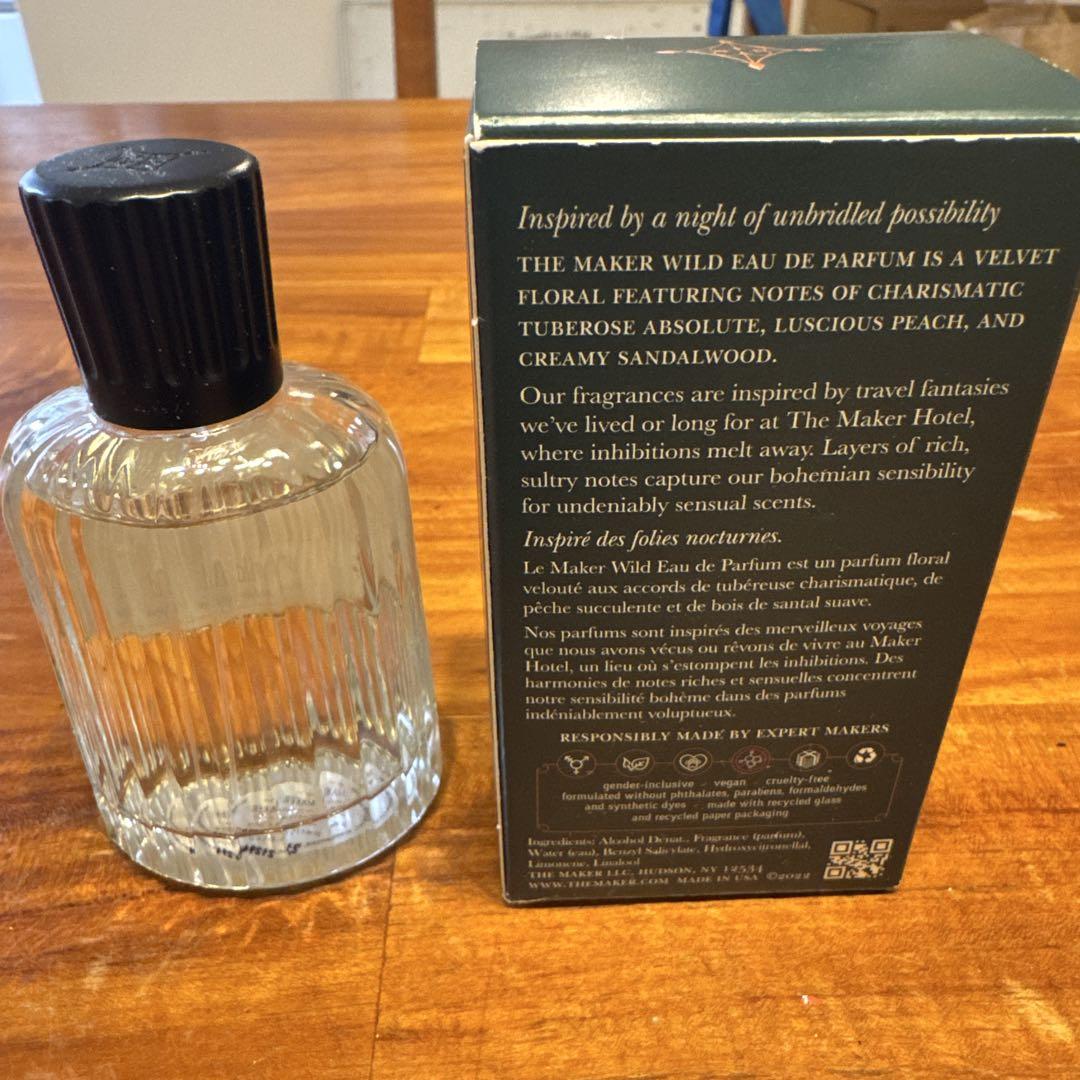 Inspired by a night of unbridled possibility
THE MAKER WILD EAU DE PARFUM IS A VELVET
FLORAL FEATURING NOTES OF CHARISMATIC
TUBEROSE ABSOLUTE, LUSCIOUS PEACH, AND
CREAMY SANDALWOOD.
Our fragrances are inspired by travel fantasies
we've lived or long for at The Maker Hotel,
where inhibitions melt away. Layers of rich,
sultry notes capture our bohemian sensibility
for undeniably sensual scents.
Inspiré des folies nocturnes.
Le Maker Wild Eau de Parfum est un parfum floral
velouté aux accords de tubéreuse charismatique, de
pêche succulente et de bois de santal suave.
Nos parfums sont inspirés des merveilleux voyages
que nous avons vécus ou rêvons de vivre au Maker
Hotel, un lieu où s'estompent les inhibitions. Des
harmonies de notes riches et sensuelles concentrent
notre sensibilité bohème dans des parfums
indéniablement voluptueux.
RESPONSIBLY MADE BY EXPERT MAKERS
gender-inclusive - vegan - cruelty-free
formulated without phthalates, parabens, formaldehydes
and synthetic dyes - made with recycled glass
and recycled paper packaging
Ingredients: Alcohol Denat., Fragrance (parfum),
Water (eau), Benzyl Salicylate, Hydroxycitronellal,
Limonene, Linalool
THE MAKER LLC, HUDSON, NY 12534
WWW.THEMAKER.COM MADE IN USA ©2022